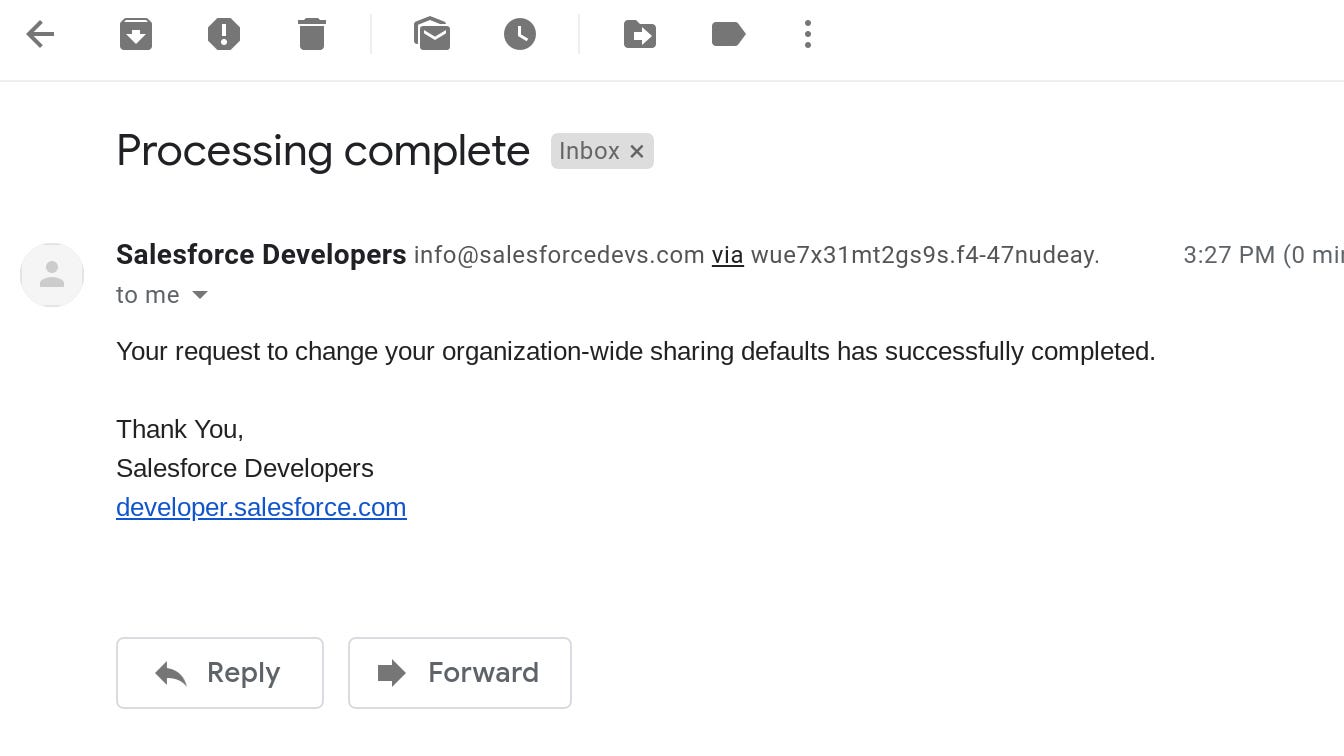 Processing complete Inbox ×
Salesforce Developers info@salesforcedevs.com via wue7x31mt2gs9s.f4-47nudeay. 3:27 PM (0
to me
Your request to change your organization-wide sharing defaults has successfully completed.
Thank You,
Salesforce Developers
developer.salesforce.com
Reply Forward